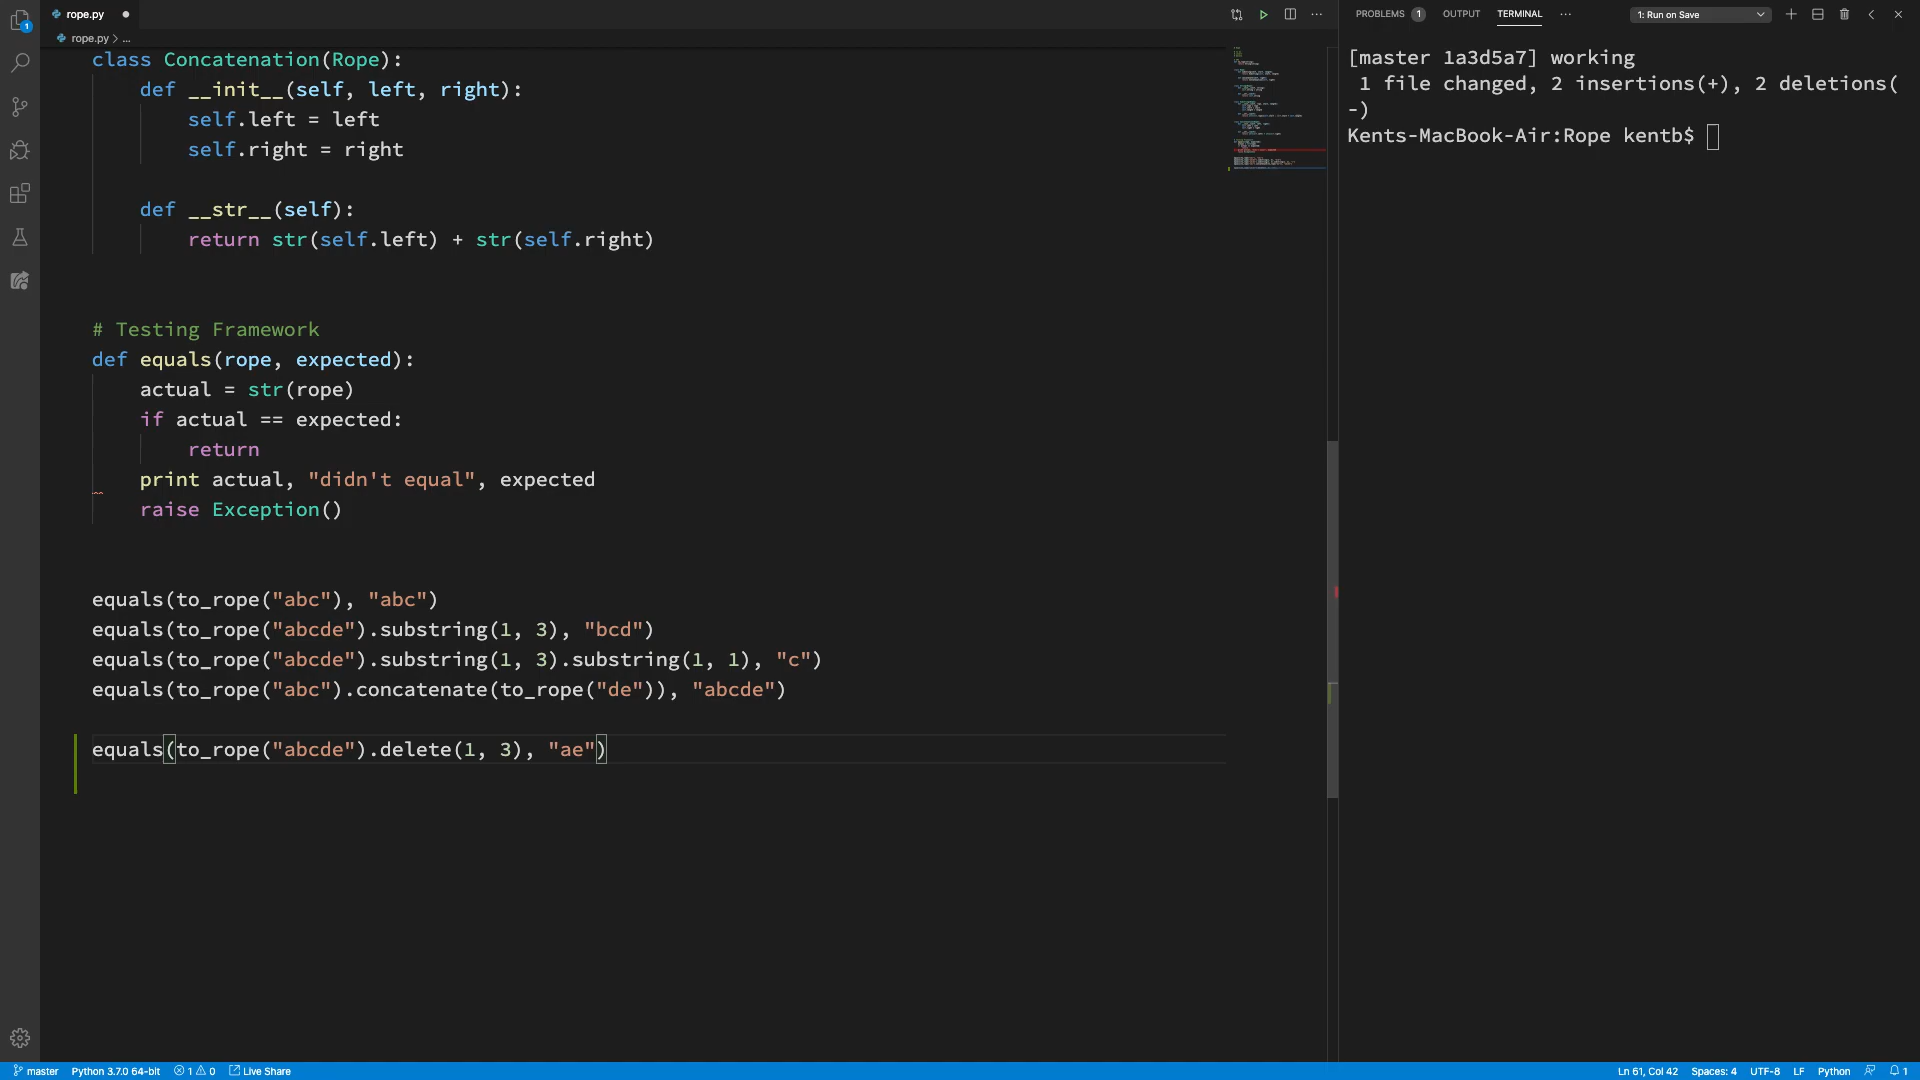 1
rope.py
rope.py > ...
class Concatenation(Rope):
def __init__(self, left, right):
self.left = left
self.right = right
def __str__(self):
return str(self.left) + str(self.right)
# Testing Framework
def equals(rope, expected):
actual = str(rope)
if actual == expected:
return
print actual, "didn't equal", expected
raise Exception()
equals(to_rope("abc"), "abc")
equals(to_rope("abcde").substring(1, 3), "bcd")
equals(to_rope("abcde").substring(1, 3).substring(1, 1), "c")
equals(to_rope("abc").concatenate(to_rope("de")), "abcde")
equals(to_rope("abcde").delete(1, 3), "ae")
PROBLEMS 1 OUTPUT TERMINAL ... 1: Run on Save
[master 1a3d5a7] working
1 file changed, 2 insertions(+), 2 deletions(
-)
Kents-MacBook-Air:Rope kentb$
master Python 3.7.0 64-bit 1 0 Live Share Ln 61, Col 42 Spaces: 4 UTF-8 LF Python 1